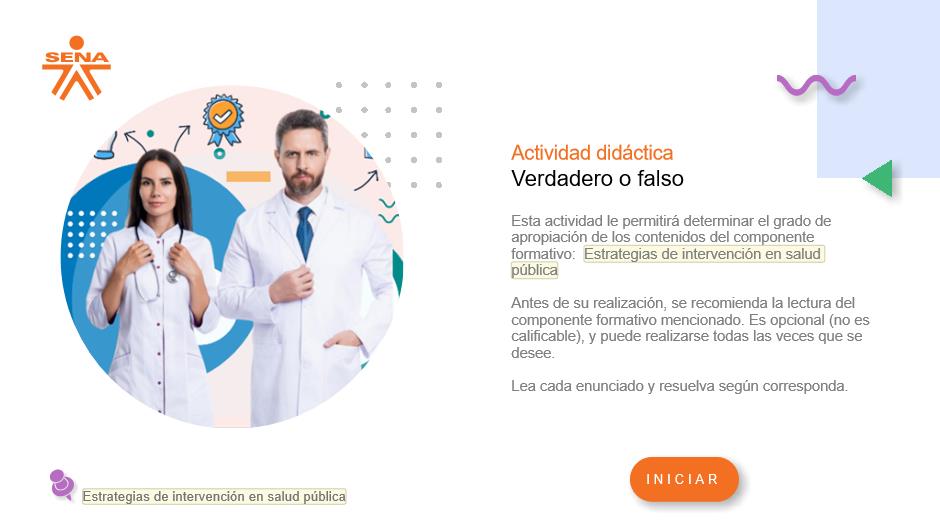 SENA
Actividad didáctica
Verdadero o falso
Esta actividad le permitirá determinar el grado de
apropiación de los contenidos del componente
formativo: Estrategias de intervención en salud
pública
Antes de su realización, se recomienda la lectura del
componente formativo mencionado. Es opcional (no es
calificable), y puede realizarse todas las veces que se
desee.
Lea cada enunciado y resuelva según corresponda.
INICIAR
Estrategias de intervención en salud pública